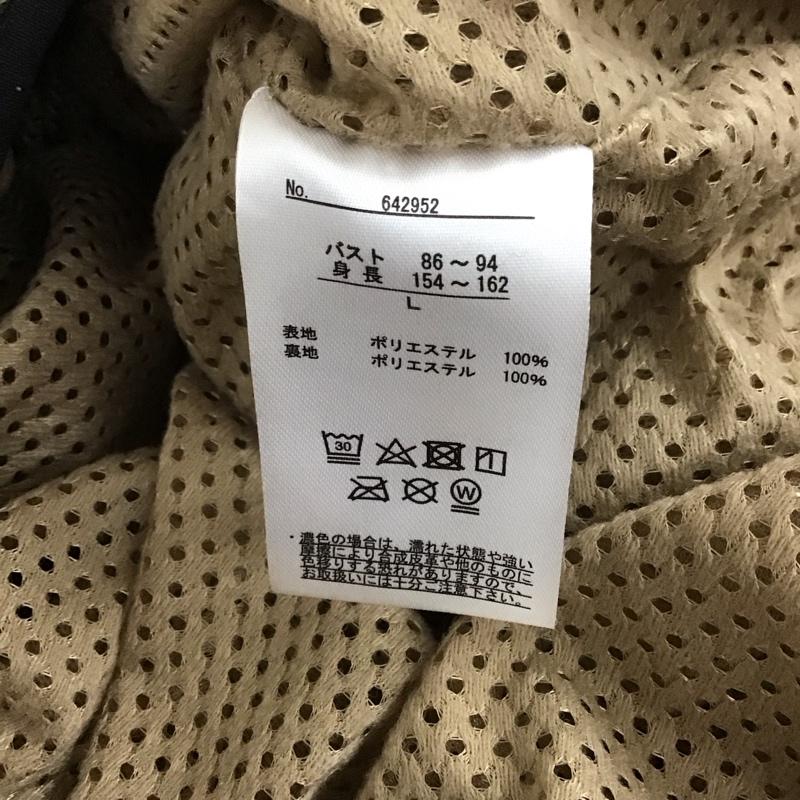 No. 642952
バスト 86～94
身長 154～162
L
表地 ポリエステル 100%
裏地 ポリエステル 100%
30
W
・濃色の場合は、濡れた状態や強い
摩擦により合成皮革や他のものに
色移りする恐れがありますので、
お取扱いには十分ご注意下さい。